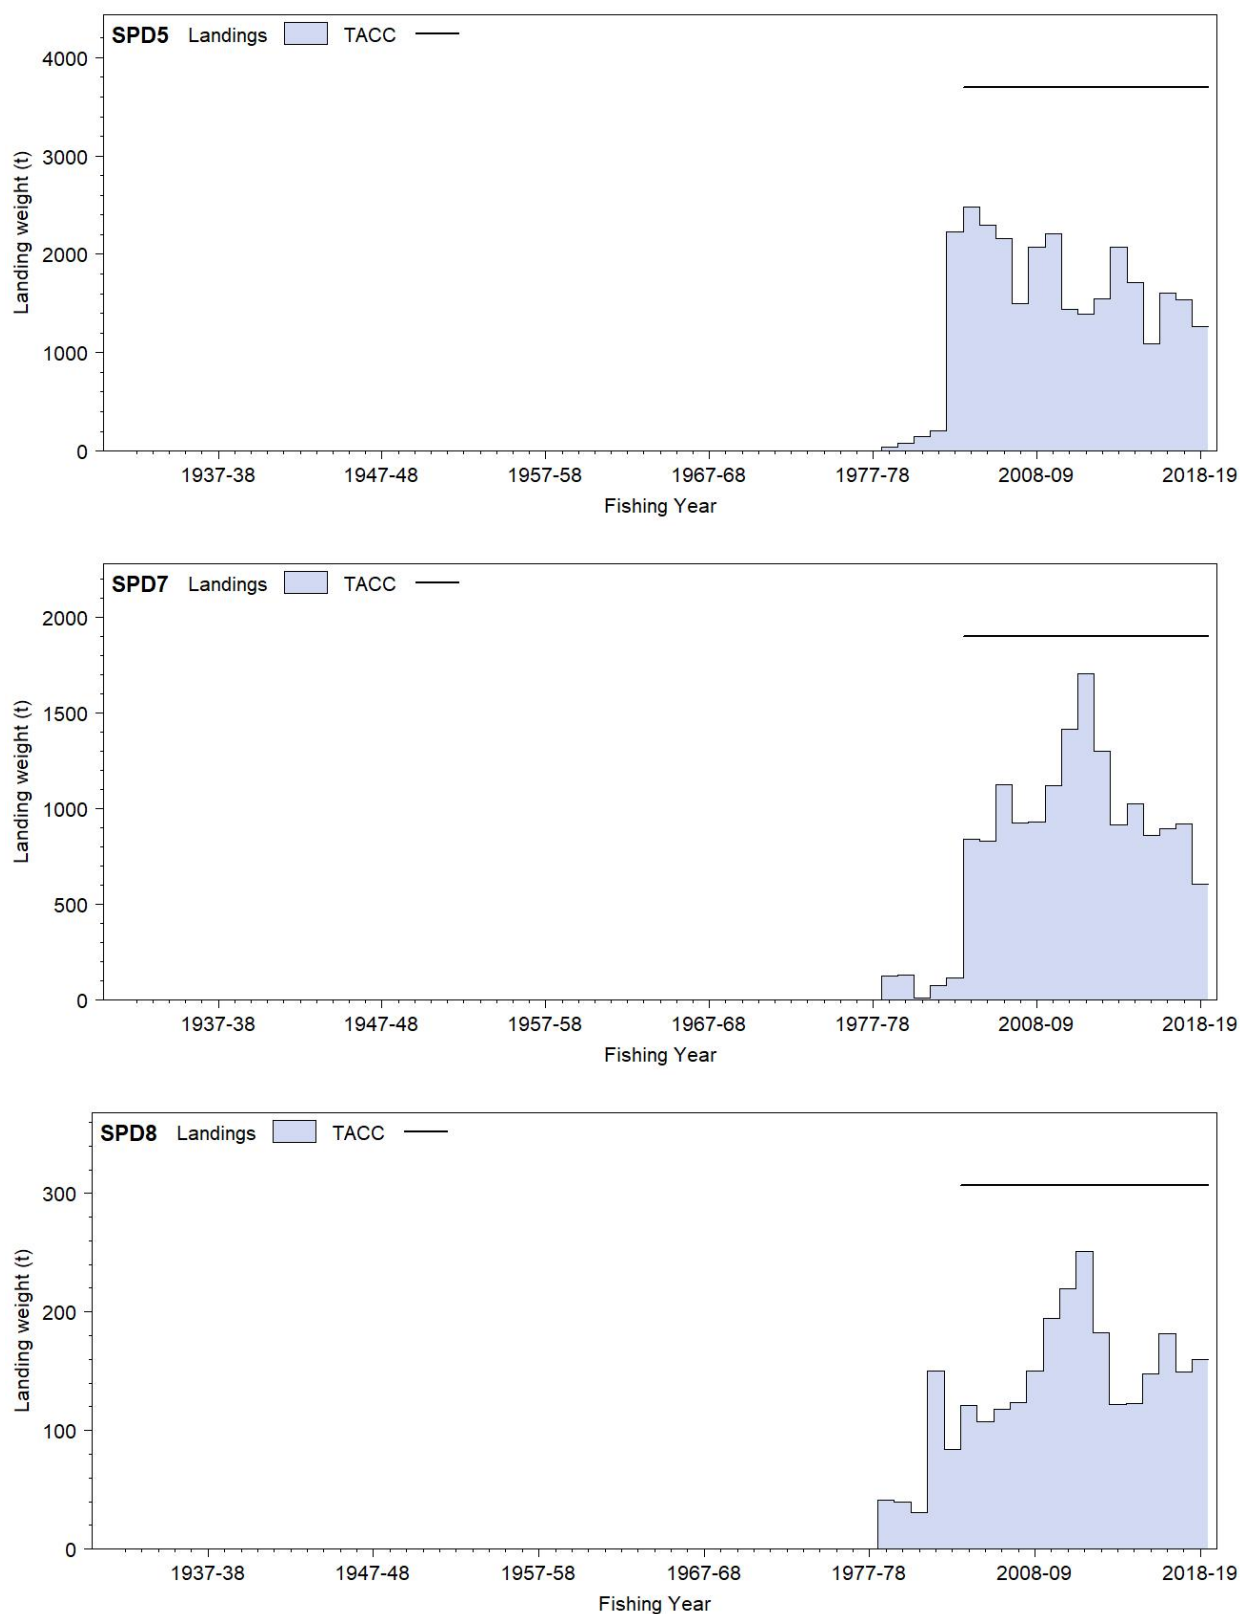 SPD5 Landings TACC
4000
3000
2000
1000
0
Landing weight (t)
1937-38 1947-48 1957-58 1967-68 1977-78 2008-09 2018-19
Fishing Year
SPD7 Landings TACC
2000
1500
1000
500
0
Landing weight (t)
1937-38 1947-48 1957-58 1967-68 1977-78 2008-09 2018-19
Fishing Year
SPD8 Landings TACC
300
200
100
0
Landing weight (t)
1937-38 1947-48 1957-58 1967-68 1977-78 2008-09 2018-19
Fishing Year